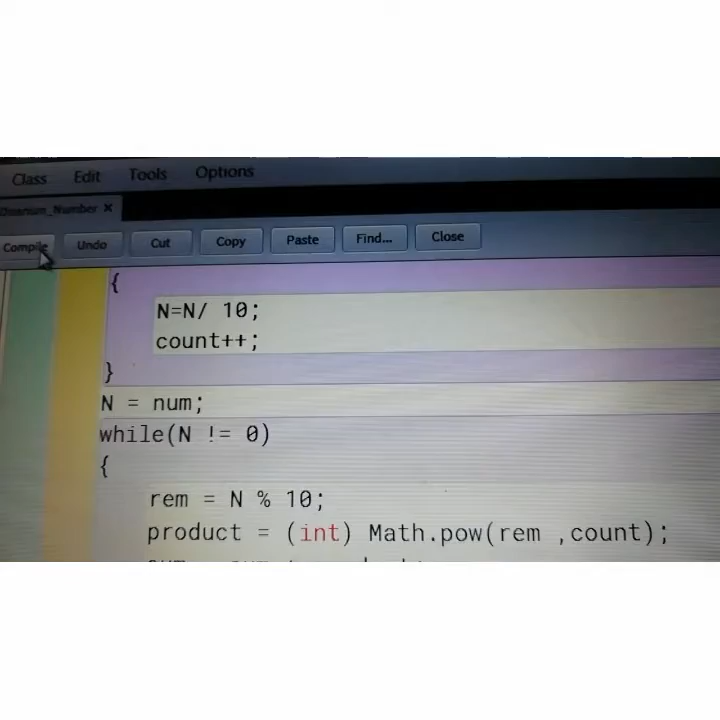 Class Edit Tools Options
Number ×
Compile Undo Cut Copy Paste Find... Close
{
N=N/ 10;
count++;
}
N = num;
while(N != 0)
{
rem = N % 10;
product = (int) Math.pow(rem ,count);